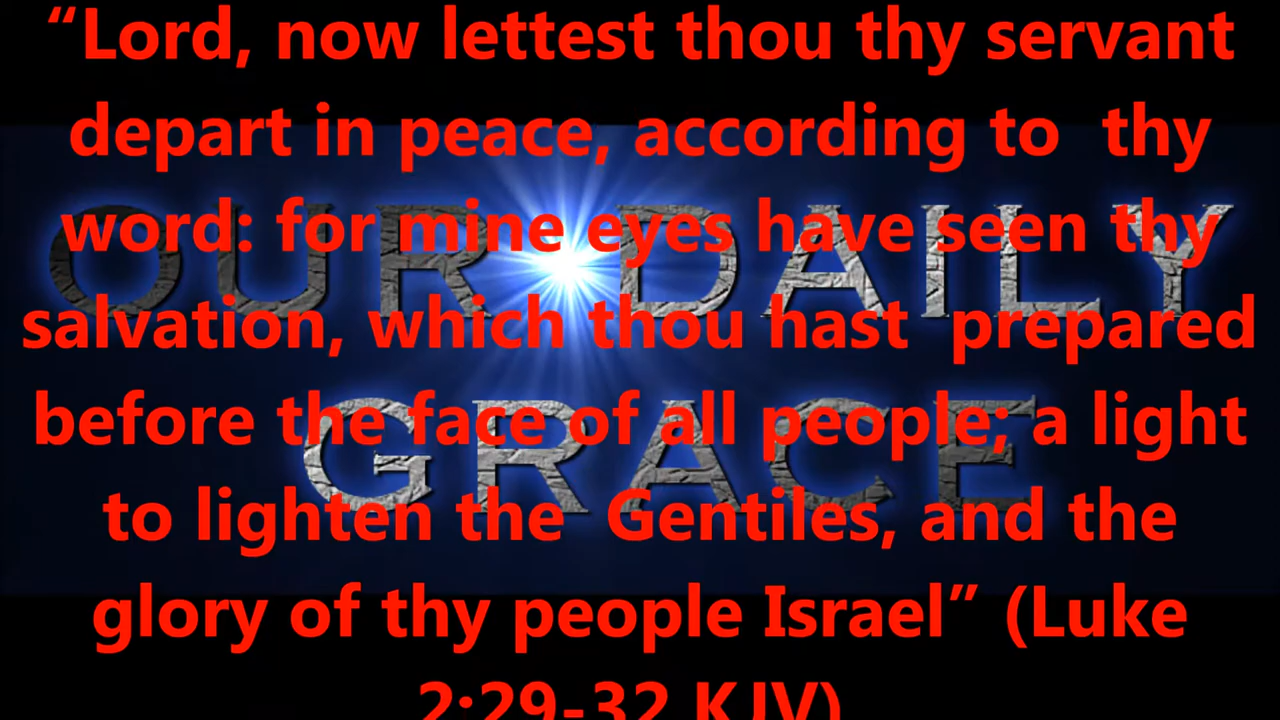 “Lord, now lettest thou thy servant
depart in peace, according to thy
word: for mine eyes have seen thy
OUR DAILY
salvation, which thou hast prepared
before the face of all people; a light
GRACE
to lighten the Gentiles, and the
glory of thy people Israel” (Luke
2:29-32 KJV)